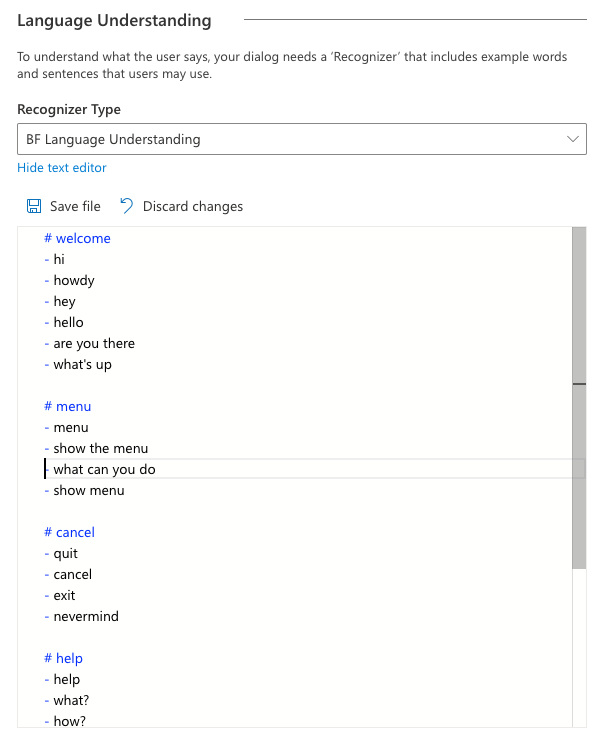 Language Understanding
To understand what the user says, your dialog needs a ‘Recognizer’ that includes example words
and sentences that users may use.
Recognizer Type
BF Language Understanding
Hide text editor
Save file Discard changes
# welcome
- hi
- howdy
- hey
- hello
- are you there
- what's up
# menu
- menu
- show the menu
- what can you do
- show menu
# cancel
- quit
- cancel
- exit
- nevermind
# help
- help
- what?
- how?